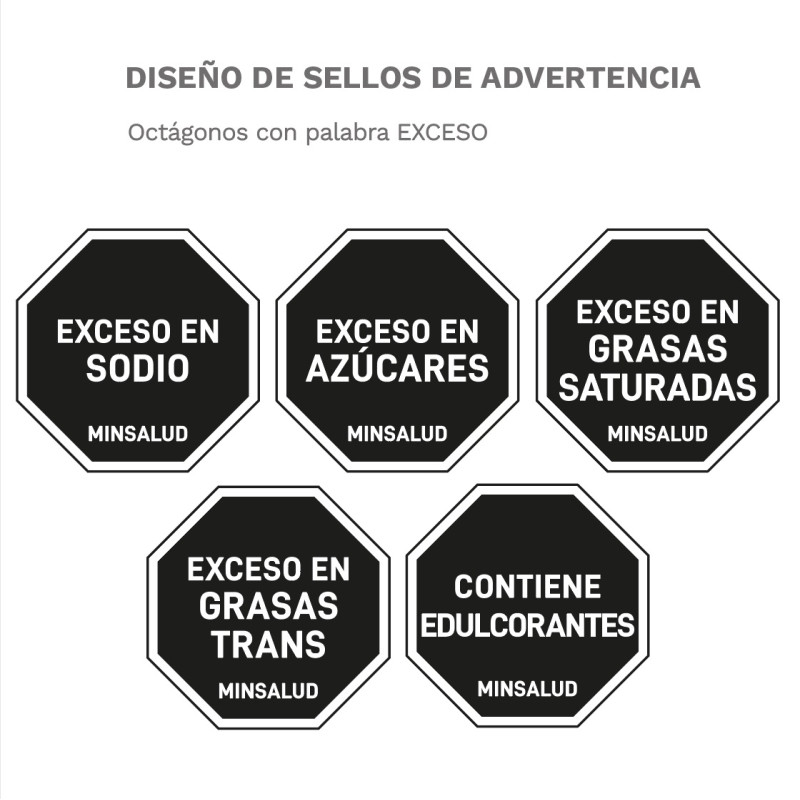 DISEÑO DE SELLOS DE ADVERTENCIA
Octágonos con palabra EXCESO
EXCESO EN
SODIO
MINSALUD
EXCESO EN
AZÚCARES
MINSALUD
EXCESO EN
GRASAS
SATURADAS
MINSALUD
EXCESO EN
GRASAS
TRANS
MINSALUD
CONTIENE
EDULCORANTES
MINSALUD